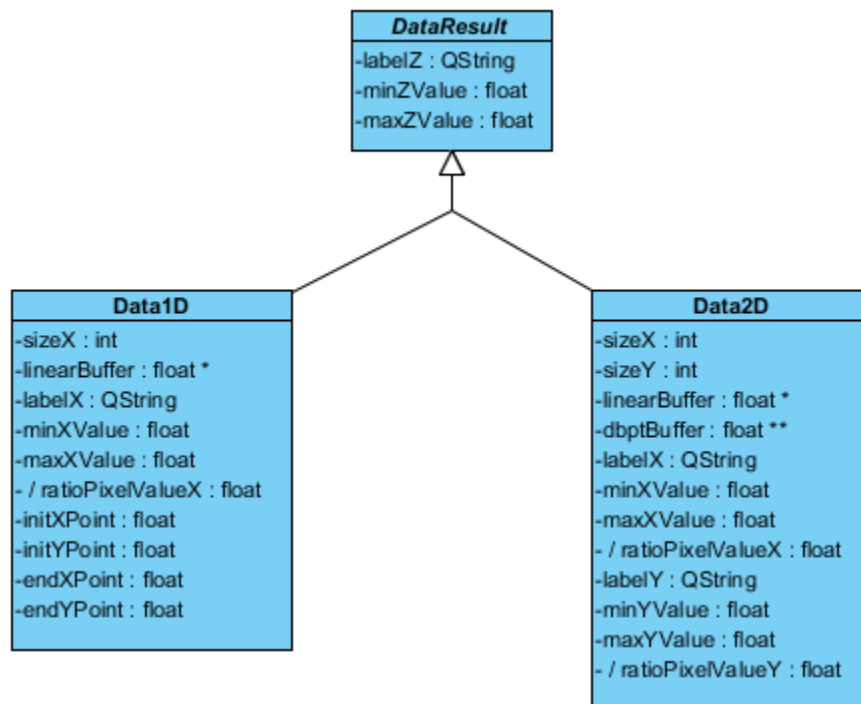 DataResult
-labelZ : QString
-minZValue : float
-maxZValue : float
Data1D
-sizeX : int
-linearBuffer : float *
-labelX : QString
-minXValue : float
-maxXValue : float
- / ratioPixelValueX : float
-initXPoint : float
-initYPoint : float
-endXPoint : float
-endYPoint : float
Data2D
-sizeX : int
-sizeY : int
-linearBuffer : float *
-dbptBuffer : float **
-labelX : QString
-minXValue : float
-maxXValue : float
- / ratioPixelValueX : float
-labelY : QString
-minYValue : float
-maxYValue : float
- / ratioPixelValueY : float